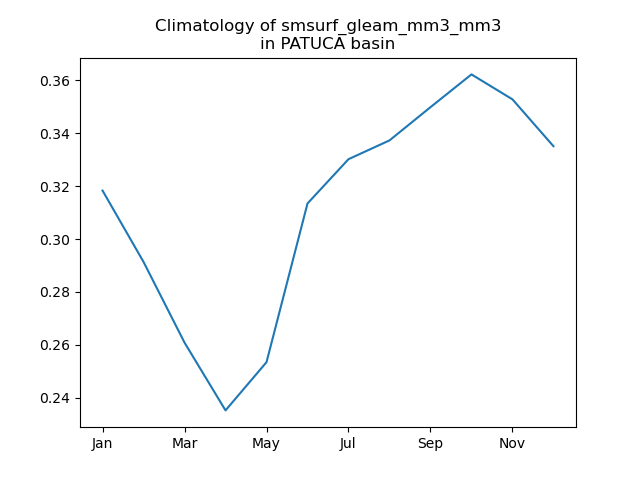 Climatology of smsurf_gleam_mm3_mm3
in PATUCA basin
0.36
0.34
0.32
0.30
0.28
0.26
0.24
Jan Mar May Jul Sep Nov